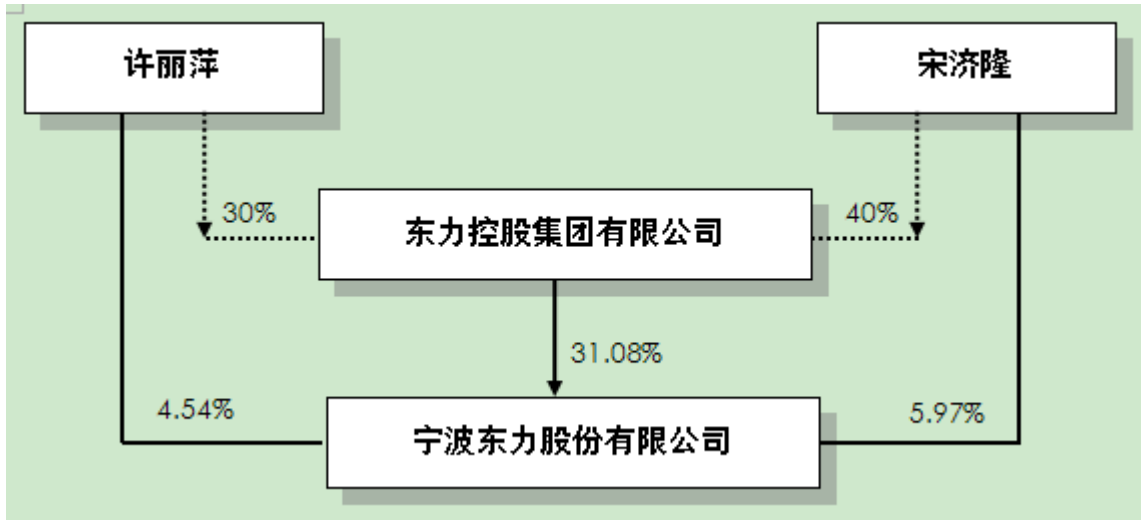 许丽萍
宋济隆
30%
东力控股集团有限公司
40%
31.08%
4.54%
宁波东力股份有限公司
5.97%